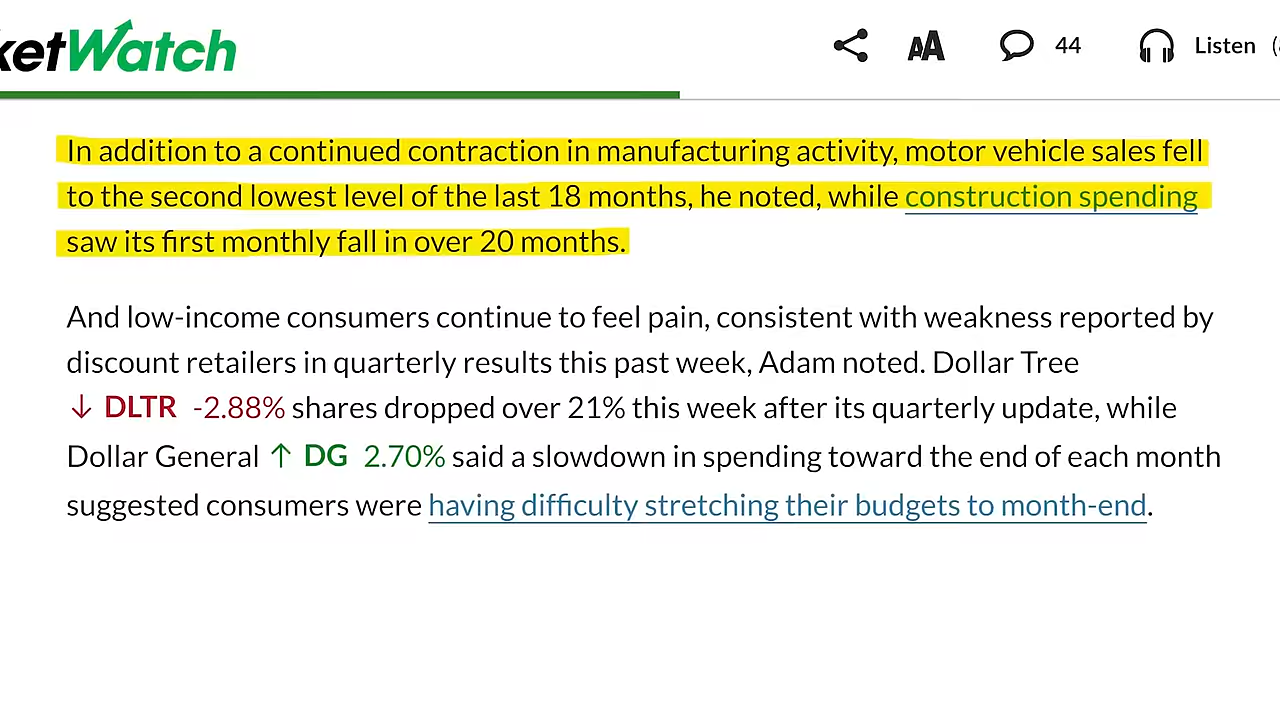 ketWatch
44
Listen
In addition to a continued contraction in manufacturing activity, motor vehicle sales fell
to the second lowest level of the last 18 months, he noted, while construction spending
saw its first monthly fall in over 20 months.
And low-income consumers continue to feel pain, consistent with weakness reported by
discount retailers in quarterly results this past week, Adam noted. Dollar Tree
↓ DLTR -2.88% shares dropped over 21% this week after its quarterly update, while
Dollar General ↑ DG 2.70% said a slowdown in spending toward the end of each month
suggested consumers were having difficulty stretching their budgets to month-end.